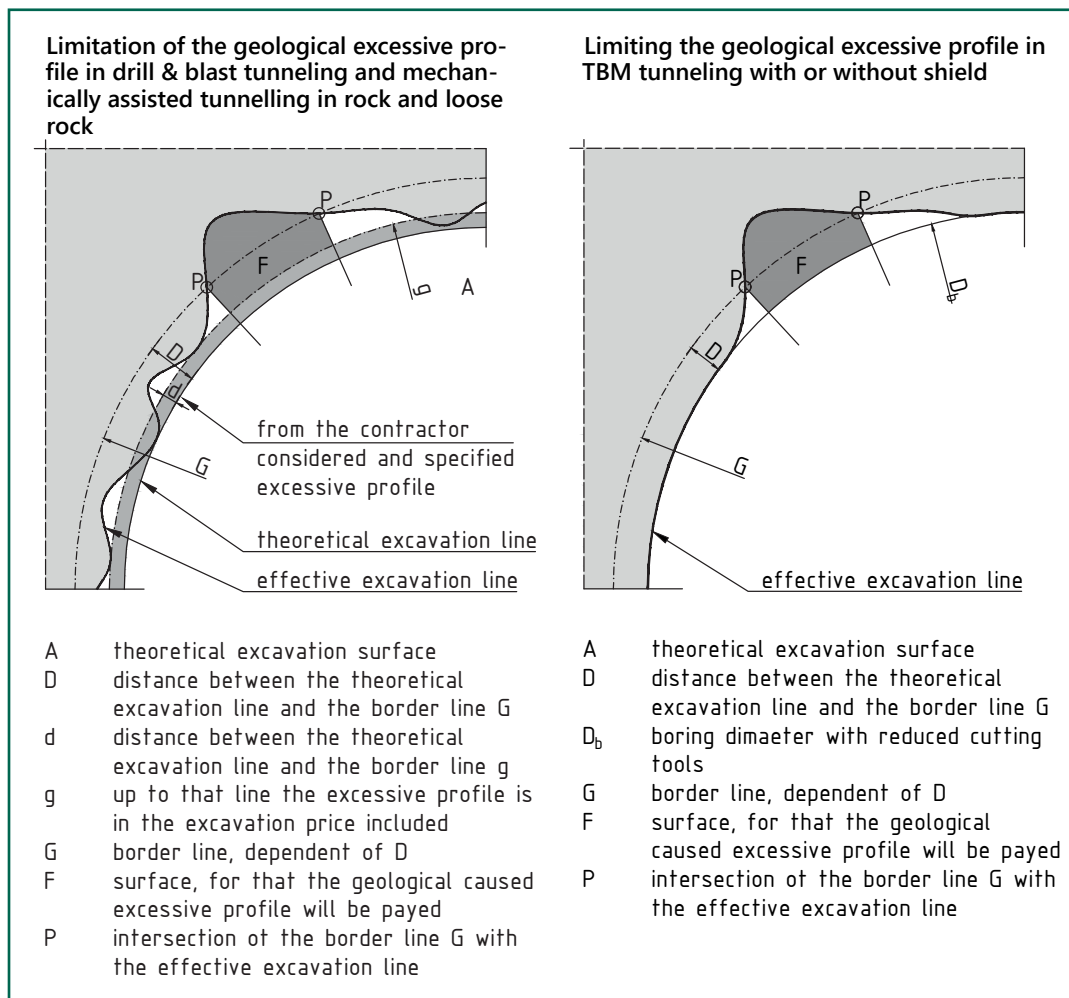 Limitation of the geological excessive pro-
file in drill & blast tunneling and mechan-
ically assisted tunnelling in rock and loose
rock
P
P
F
g
A
D
d
G
from the contractor
considered and specified
excessive profile
theoretical excavation line
effective excavation line
A theoretical excavation surface
D distance between the theoretical
excavation line and the border line G
d distance between the theoretical
excavation line and the border line g
g up to that line the excessive profile is
in the excavation price included
G border line, dependent of D
F surface, for that the geological caused
excessive profile will be payed
P intersection ot the border line G with
the effective excavation line
Limiting the geological excessive profile in
TBM tunneling with or without shield
P
P
F
Db
D
G
effective excavation line
A theoretical excavation surface
D distance between the theoretical
excavation line and the border line G
Db boring dimaeter with reduced cutting
tools
G border line, dependent of D
F surface, for that the geological
caused excessive profile will be payed
P intersection ot the border line G with
the effective excavation line